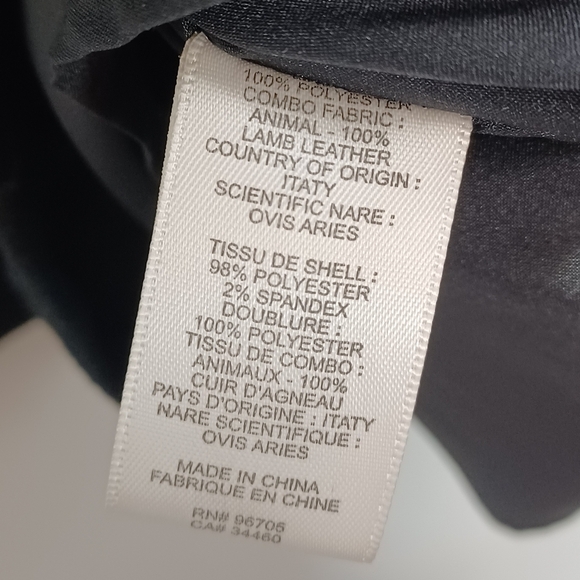 100% POLYESTER
COMBO FABRIC :
ANIMAL - 100%
LAMB LEATHER
COUNTRY OF ORIGIN :
ITATY
SCIENTIFIC NARE :
OVIS ARIES
TISSU DE SHELL :
98% POLYESTER
2% SPANDEX
DOUBLURE :
100% POLYESTER
TISSU DE COMBO :
ANIMAUX - 100%
CUIR D'AGNEAU
PAYS D'ORIGINE : ITATY
NARE SCIENTIFIQUE :
OVIS ARIES
MADE IN CHINA
FABRIQUE EN CHINE
RN# 96705
CA# 34460